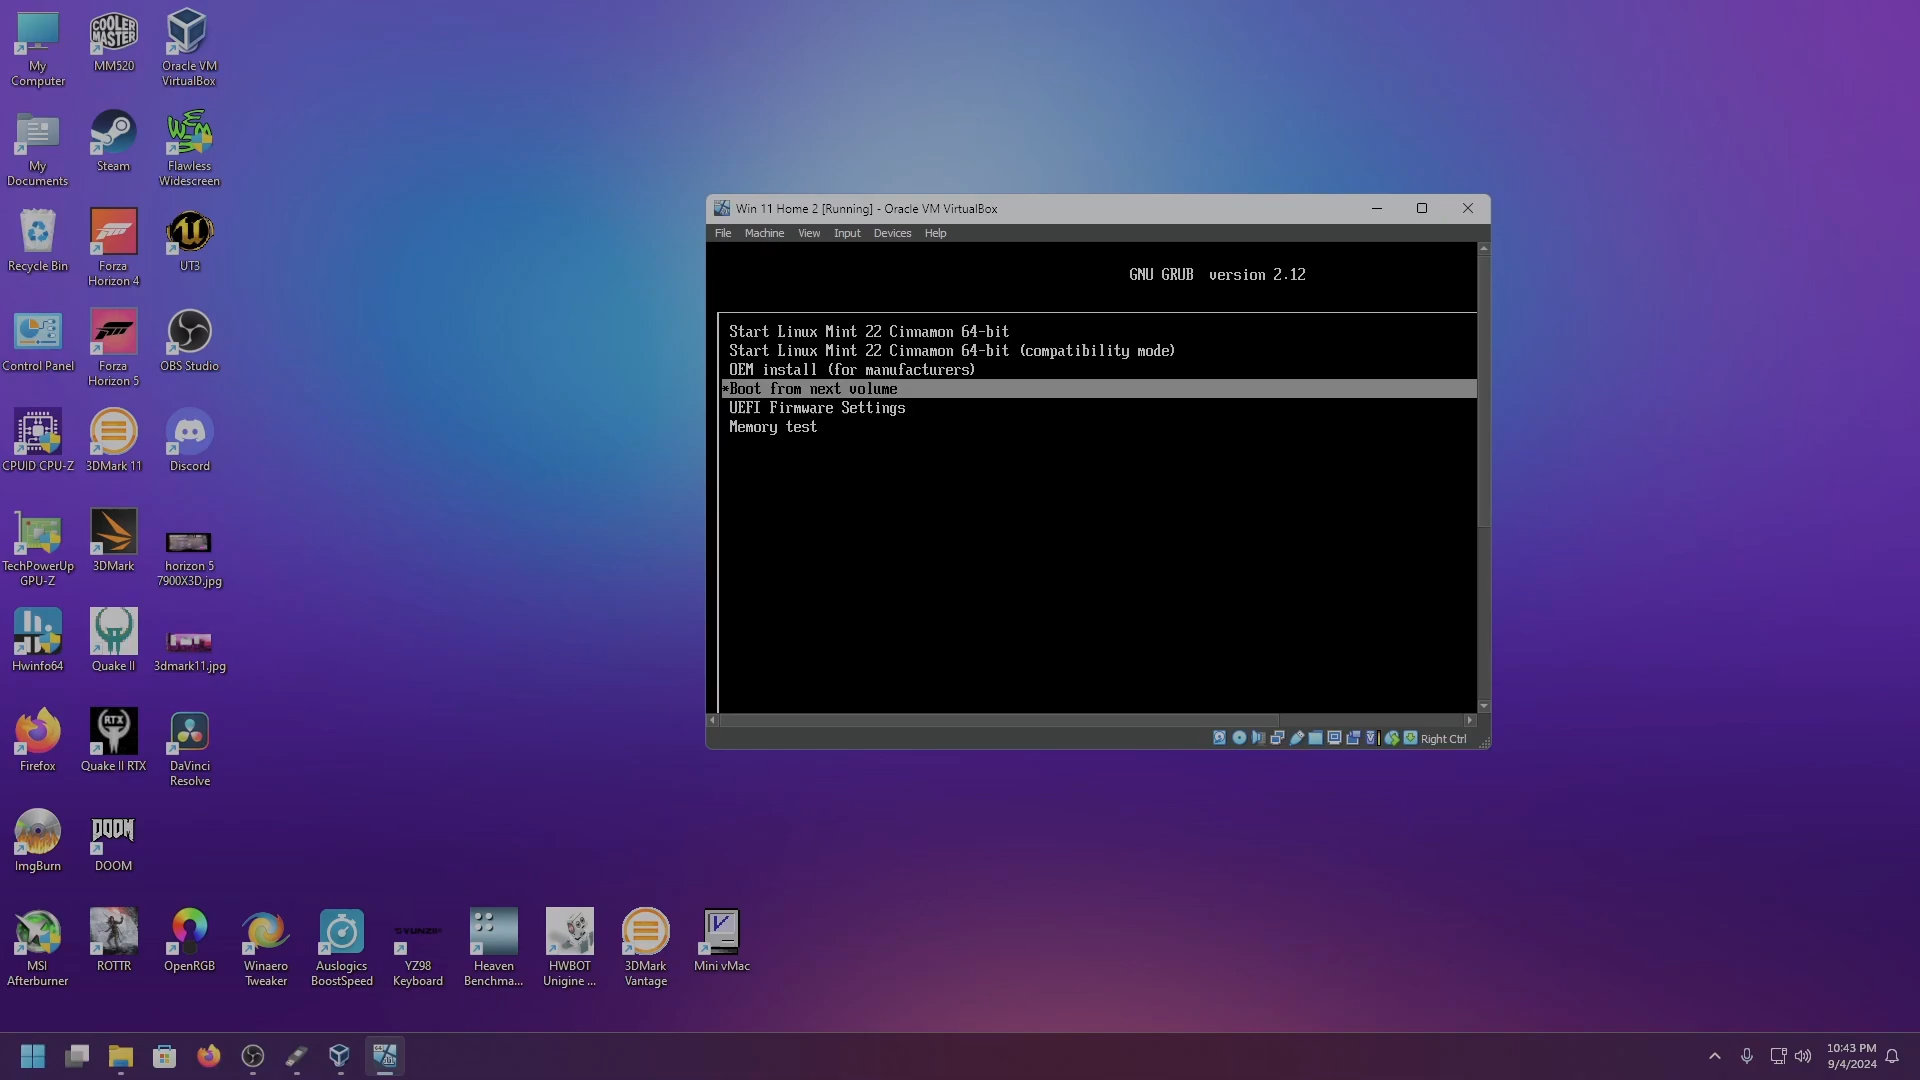 My
Computer
MM520
Oracle VM
VirtualBox
COOLER
MASTER
My
Documents
Steam
Flawless
Widescreen
Recycle Bin
Forza
Horizon 4
UT3
Control Panel
Forza
Horizon 5
OBS Studio
CPUID CPU-Z
3DMark 11
Discord
TechPowerUp
GPU-Z
3DMark
horizon 5
7900X3D.jpg
Hwinfo64
Quake II
3dmark11.jpg
Firefox
RTX
Quake II RTX
DaVinci
Resolve
ImgBurn
DOOM
DOOM
MSI
Afterburner
ROTTR
OpenRGB
Winaero
Tweaker
Auslogics
BoostSpeed
YZ98
Keyboard
Heaven
Benchma...
HWBOT
Unigine ...
3DMark
Vantage
Mini vMac
Win 11 Home 2 [Running] - Oracle VM VirtualBox
File Machine View Input Devices Help
GNU GRUB version 2.12
Start Linux Mint 22 Cinnamon 64-bit
Start Linux Mint 22 Cinnamon 64-bit (compatibility mode)
OEM install (for manufacturers)
*Boot from next volume
UEFI Firmware Settings
Memory test
Right Ctrl
10:43 PM
9/4/2024